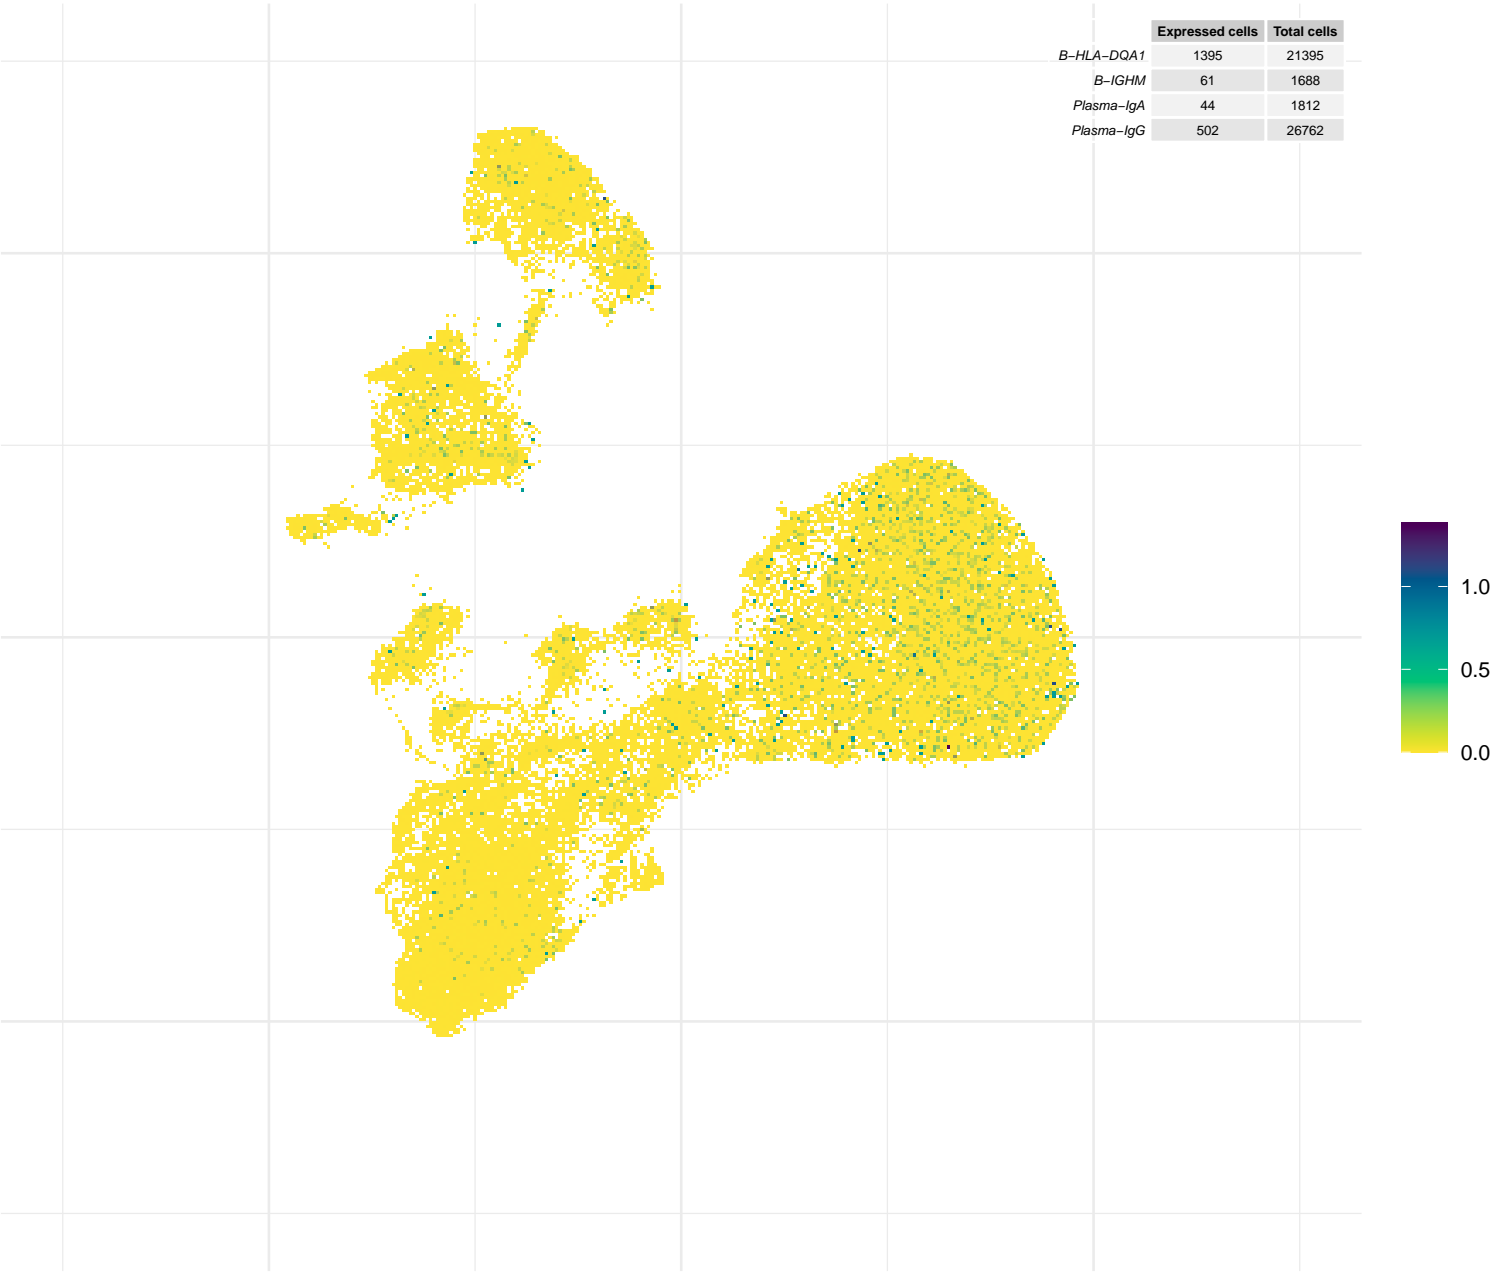 Expressed cells Total cells
B−HLA−DQA1 1395 21395
B−IGHM 61 1688
Plasma−IgA 44 1812
Plasma−IgG 502 26762
1.0
0.5
0.0